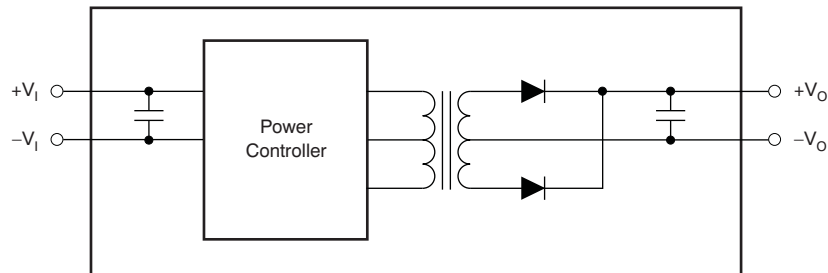 +V_I
−V_I
Power
Controller
+V_O
−V_O